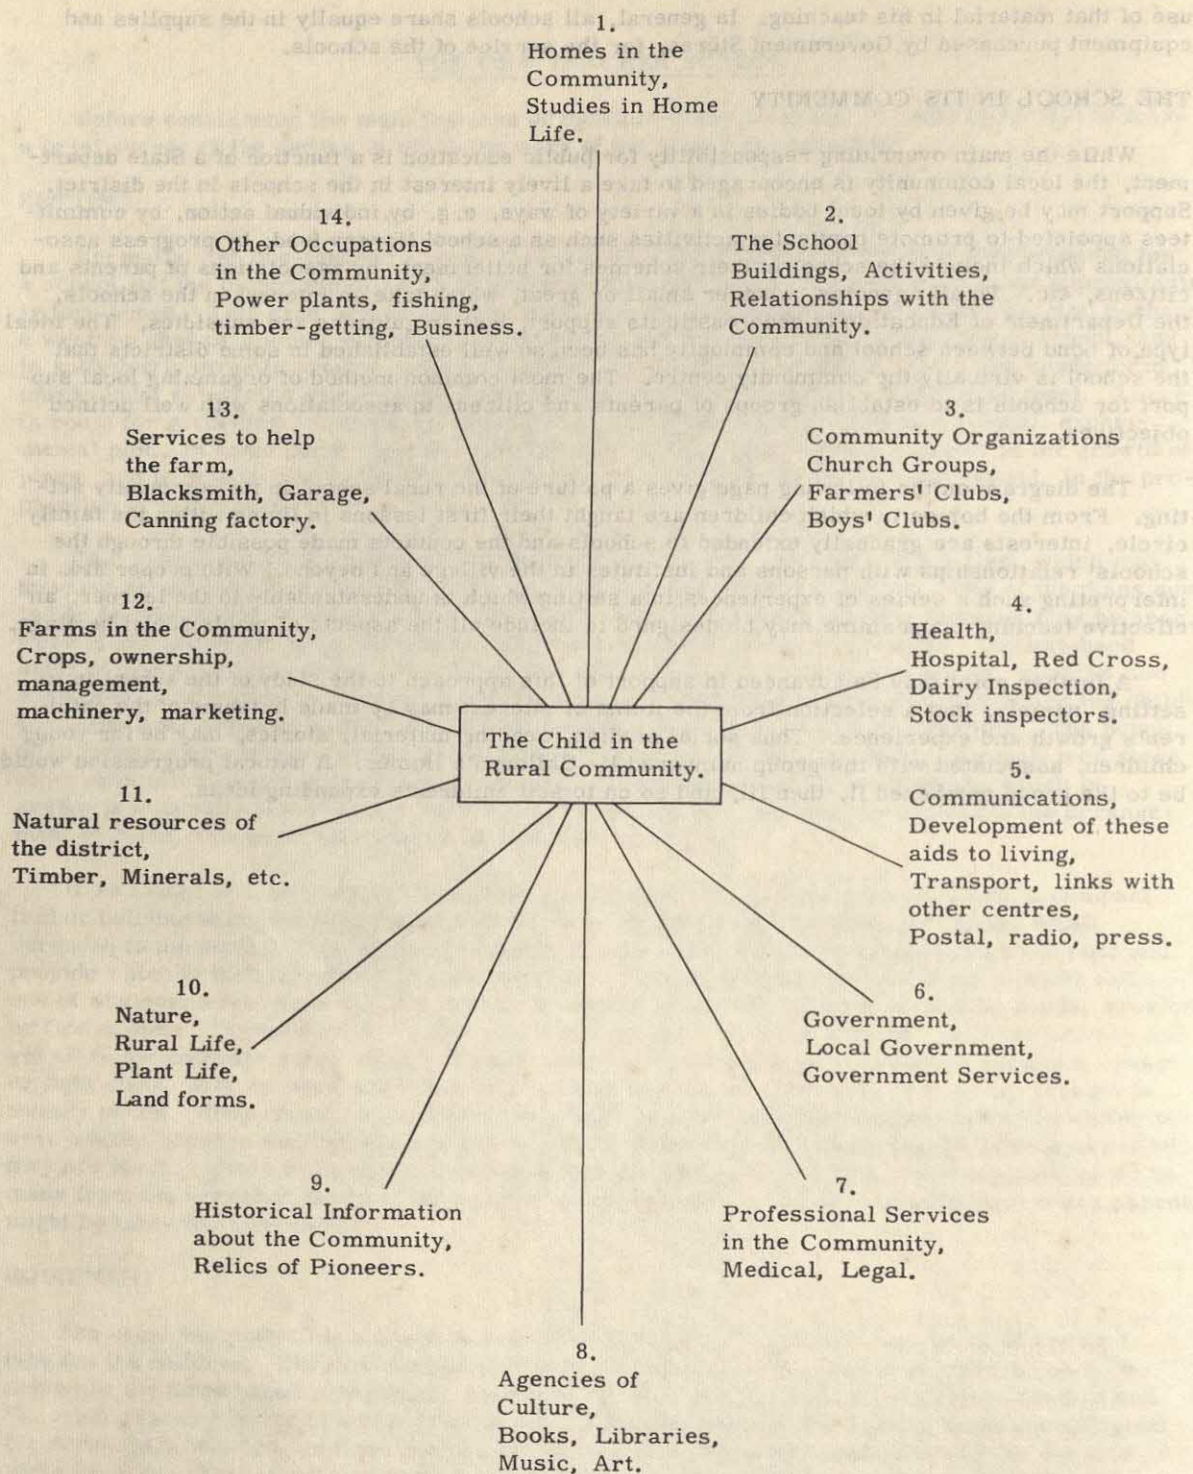 1.
Homes in the
Community,
Studies in Home
Life.
2.
The School
Buildings, Activities,
Relationships with the
Community.
3.
Community Organizations
Church Groups,
Farmers' Clubs,
Boys' Clubs.
4.
Health,
Hospital, Red Cross,
Dairy Inspection,
Stock inspectors.
5.
Communications,
Development of these
aids to living,
Transport, links with
other centres,
Postal, radio, press.
6.
Government,
Local Government,
Government Services.
7.
Professional Services
in the Community,
Medical, Legal.
8.
Agencies of
Culture,
Books, Libraries,
Music, Art.
9.
Historical Information
about the Community,
Relics of Pioneers.
10.
Nature,
Rural Life,
Plant Life,
Land forms.
11.
Natural resources of
the district,
Timber, Minerals, etc.
12.
Farms in the Community,
Crops, ownership,
management,
machinery, marketing.
13.
Services to help
the farm,
Blacksmith, Garage,
Canning factory.
14.
Other Occupations
in the Community,
Power plants, fishing,
timber-getting, Business.
The Child in the
Rural Community.